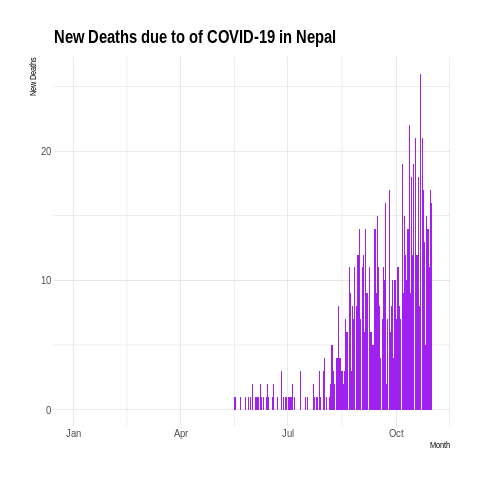 New Deaths due to of COVID-19 in Nepal
New Deaths
20
10
0
Jan Apr Jul Oct
Month